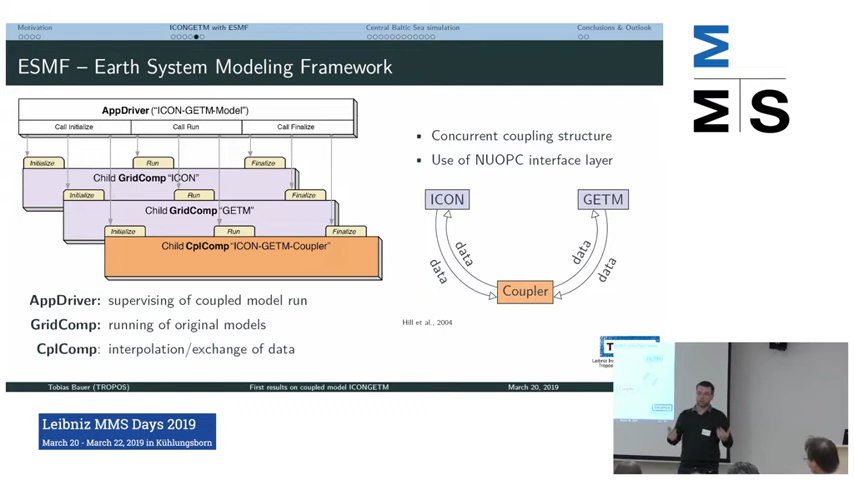 Motivation
ICONGETM with ESMF
Central Baltic Sea simulation
Conclusions & Outlook
ESMF – Earth System Modeling Framework
AppDriver ("ICON-GETM-Model")
Call Initialize
Call Run
Call Finalize
Initialize
Run
Finalize
Child GridComp "ICON"
Initialize
Run
Finalize
Child GridComp "GETM"
Initialize
Run
Finalize
Child CplComp "ICON-GETM-Coupler"
AppDriver: supervising of coupled model run
GridComp: running of original models
CplComp: interpolation/exchange of data
▪ Concurrent coupling structure
▪ Use of NUOPC interface layer
ICON
GETM
data
data
data
data
Coupler
Hill et al., 2004
Tobias Bauer (TROPOS)
First results on coupled model ICONGETM
March 20, 2019
M
M
S
Leibniz MMS Days 2019
March 20 - March 22, 2019 in Kühlungsborn